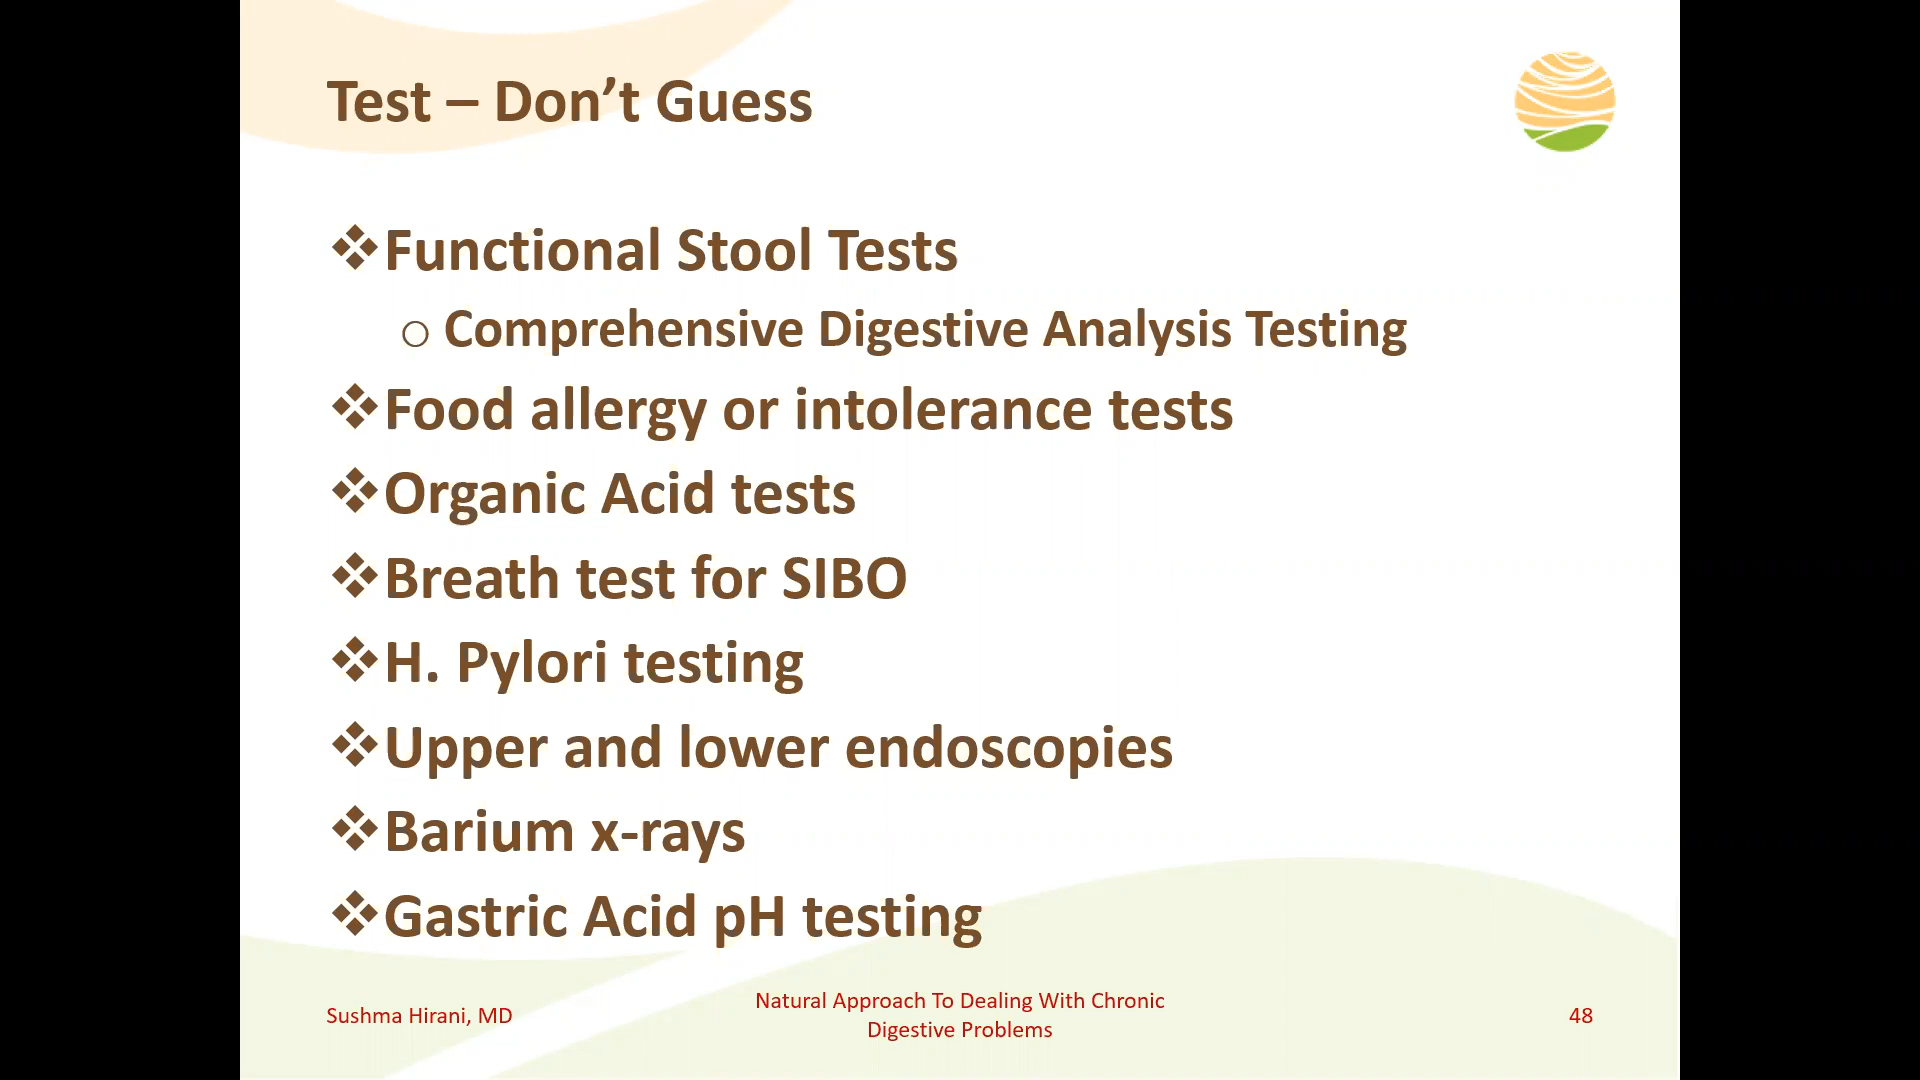 Test – Don’t Guess
❖Functional Stool Tests
o Comprehensive Digestive Analysis Testing
❖Food allergy or intolerance tests
❖Organic Acid tests
❖Breath test for SIBO
❖H. Pylori testing
❖Upper and lower endoscopies
❖Barium x-rays
❖Gastric Acid pH testing
Sushma Hirani, MD
Natural Approach To Dealing With Chronic
Digestive Problems
48